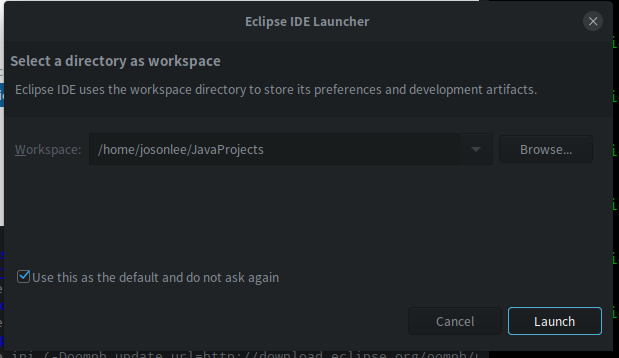 Eclipse IDE Launcher
Select a directory as workspace
Eclipse IDE uses the workspace directory to store its preferences and development artifacts.
Workspace: /home/josonlee/JavaProjects Browse...
Use this as the default and do not ask again
Cancel Launch
ini (-Doomph.update.url=http://download.eclipse.org/oomph/